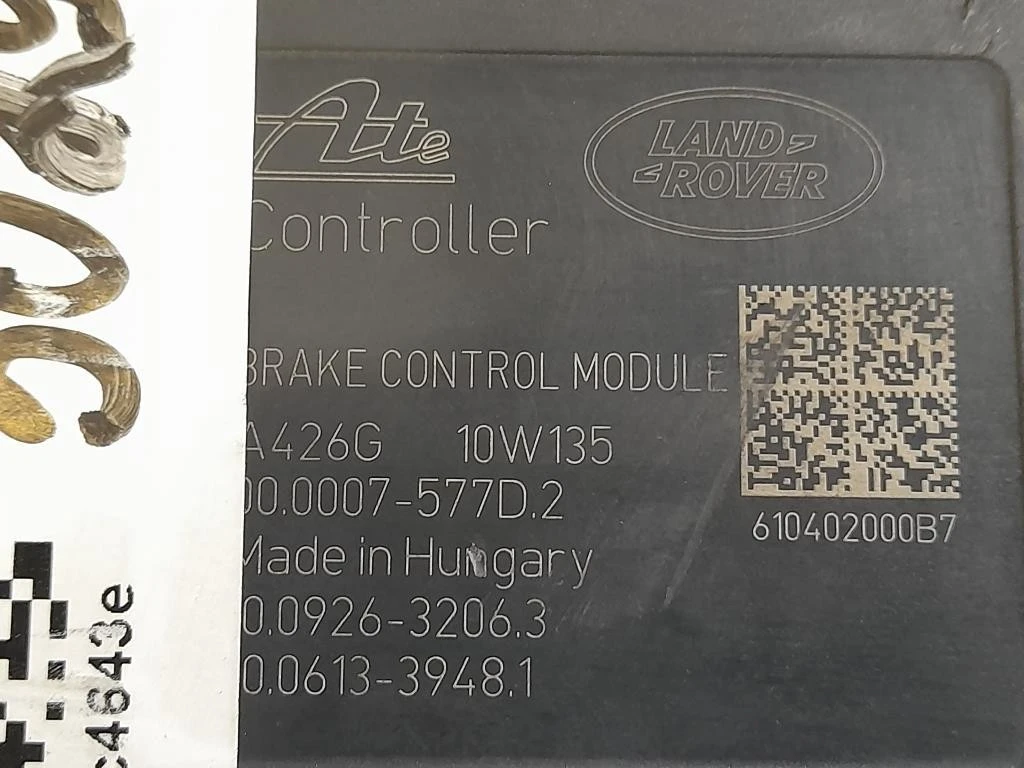 Ate
LAND
ROVER
Controller
BRAKE CONTROL MODULE
A426G 10W135
00.0007-577D.2
610402000B7
Made in Hungary
0.0926-3206.3
0.0613-3948.1
c4643e